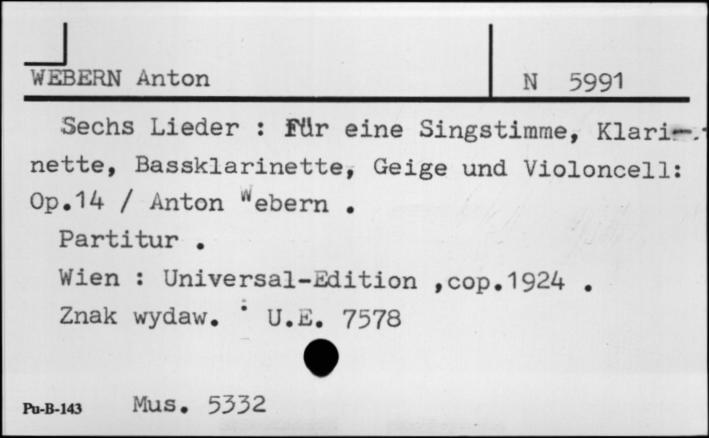 WEBERN Anton N 5991
Sechs Lieder : Für eine Singstimme, Klari-
nette, Bassklarinette, Geige und Violoncell:
Op.14 / Anton Webern .
Partitur .
Wien : Universal-Edition ,cop.1924 .
Znak wydaw. : U.E. 7578
Pu-B-143 Mus. 5332